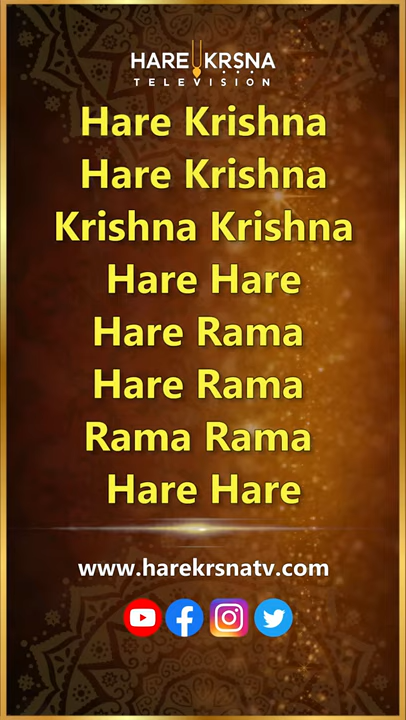 HARE KRSNA
TELEVISION
Hare Krishna
Hare Krishna
Krishna Krishna
Hare Hare
Hare Rama
Hare Rama
Rama Rama
Hare Hare
www.harekrsnatv.com